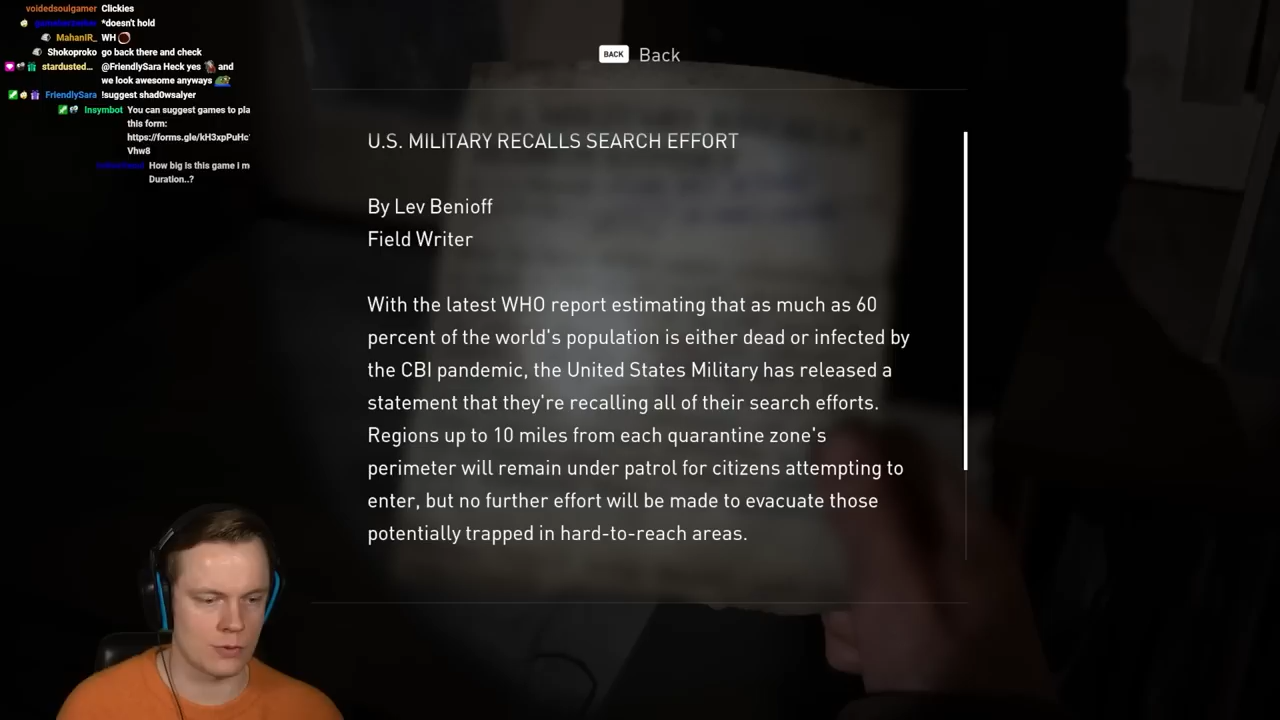 voidedsoulgamer Clickies
*doesn't hold
MahanIR_ WH
Shokoproko go back there and check
stardusted... @FriendlySara Heck yes and
we look awesome anyways
FriendlySara !suggest shad0wsalyer
Insymbot You can suggest games to pla
this form:
https://forms.gle/kH3xpPuHc
Vhw8
How big is this game I m
Duration..?
BACK Back
U.S. MILITARY RECALLS SEARCH EFFORT
By Lev Benioff
Field Writer
With the latest WHO report estimating that as much as 60
percent of the world's population is either dead or infected by
the CBI pandemic, the United States Military has released a
statement that they're recalling all of their search efforts.
Regions up to 10 miles from each quarantine zone's
perimeter will remain under patrol for citizens attempting to
enter, but no further effort will be made to evacuate those
potentially trapped in hard-to-reach areas.